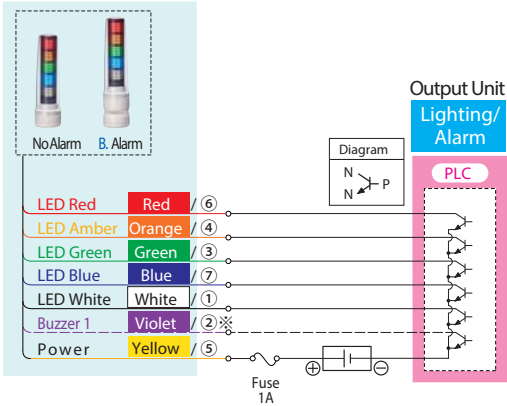 No Alarm B. Alarm
Output Unit
Lighting/
Alarm
PLC
Diagram
N
P
N
LED Red Red / ⑥
LED Amber Orange / ④
LED Green Green / ③
LED Blue Blue / ⑦
LED White White / ①
Buzzer 1 Violet / ②※
Power Yellow / ⑤
⊕ ⊖
Fuse
1A